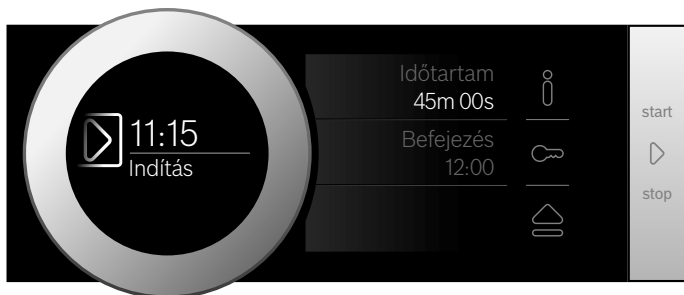 11:15
Indítás
Időtartam
45m 00s
Befejezés
12:00
start
stop